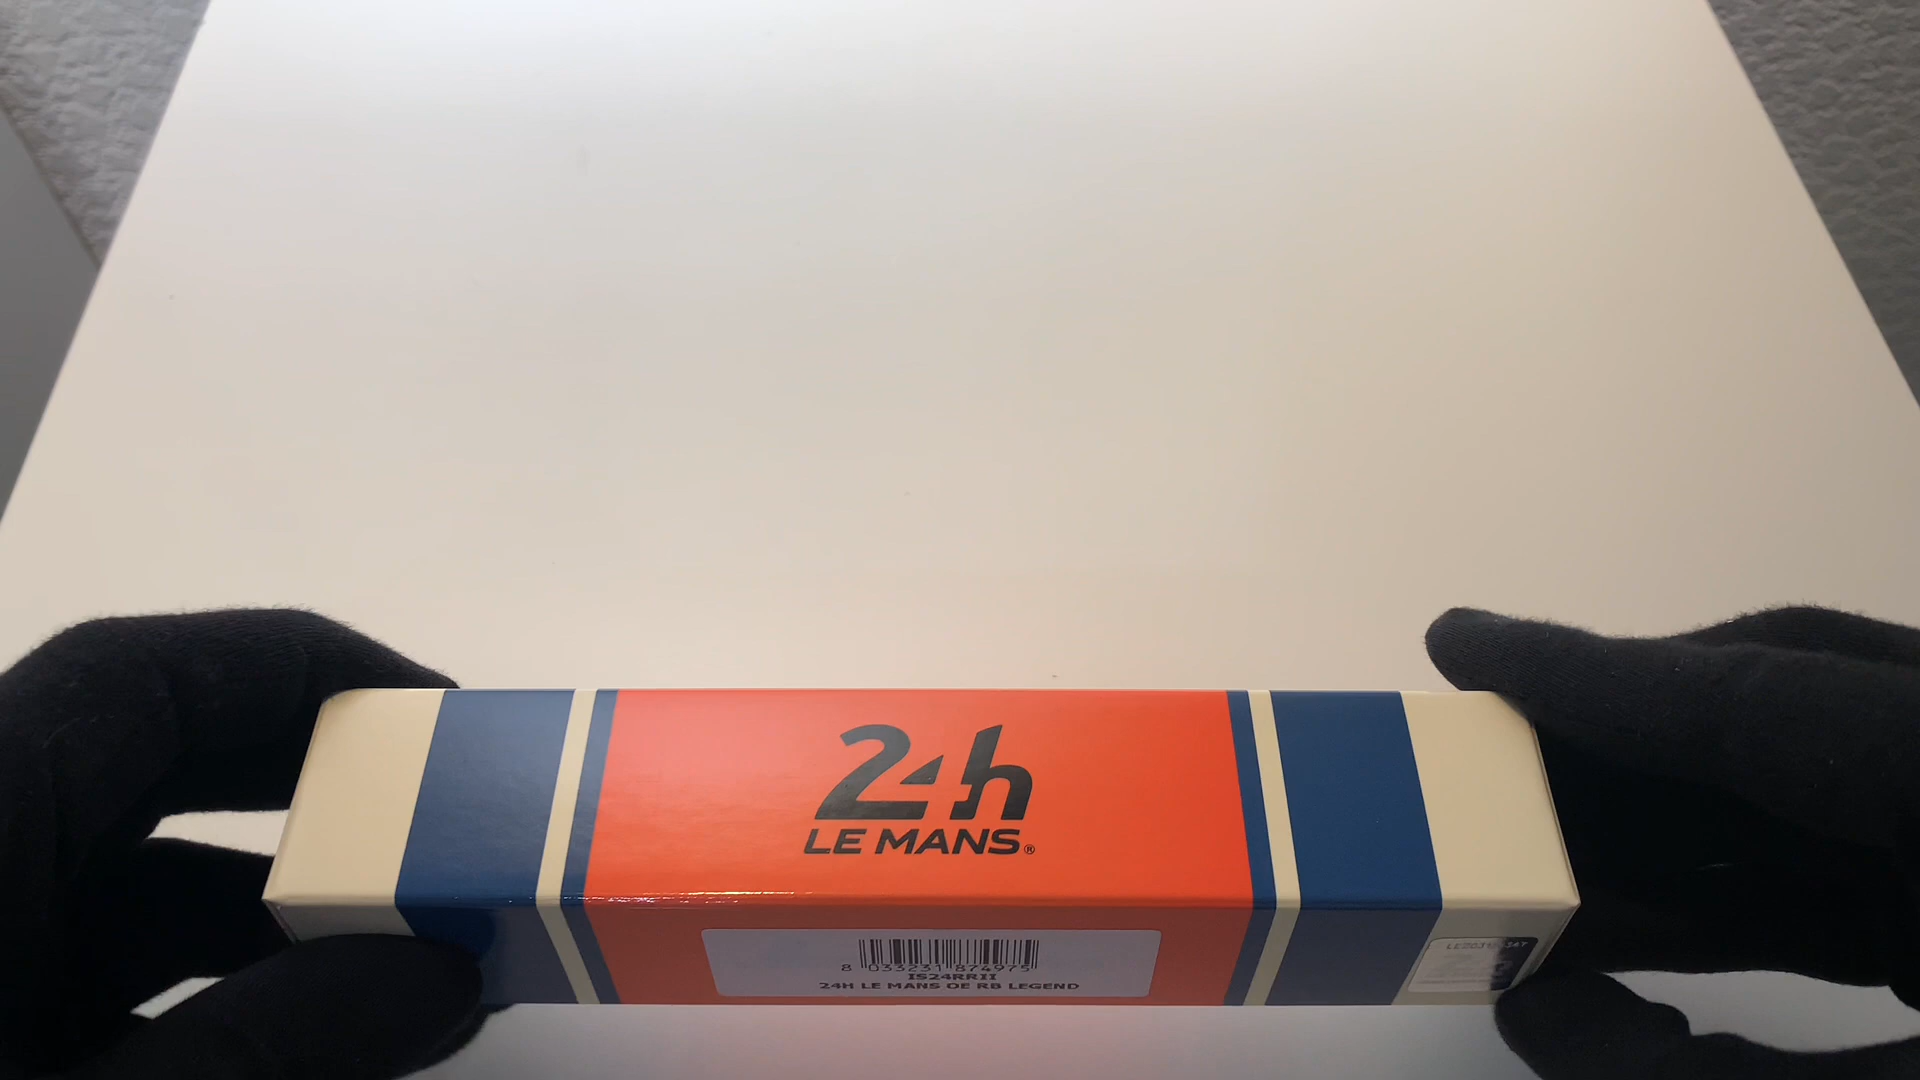 24h
LE MANS®
8 033231 874975
IS24RRII
24H LE MANS OE RB LEGEND